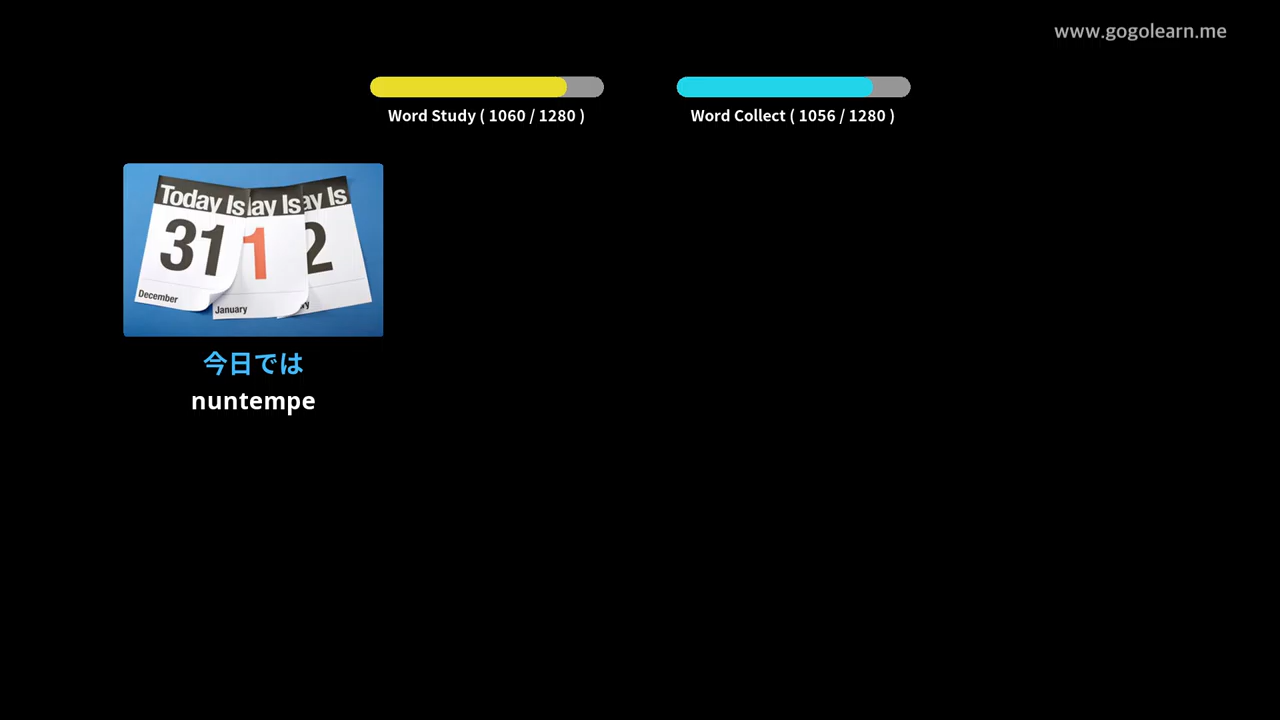 www.gogolearn.me
Word Study ( 1060 / 1280 )
Word Collect ( 1056 / 1280 )
Today Is
31
December
ay Is
1
January
ay Is
2
今日では
nuntempe